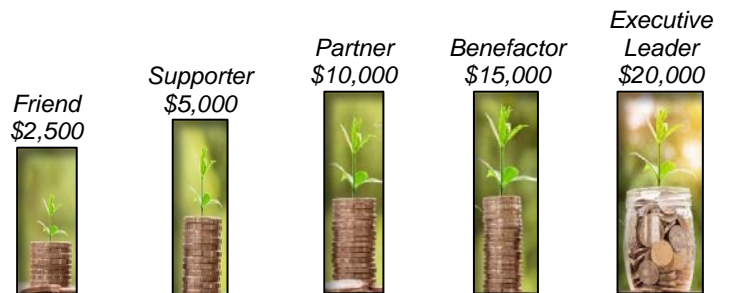 Friend
$2,500
Supporter
$5,000
Partner
$10,000
Benefactor
$15,000
Executive
Leader
$20,000